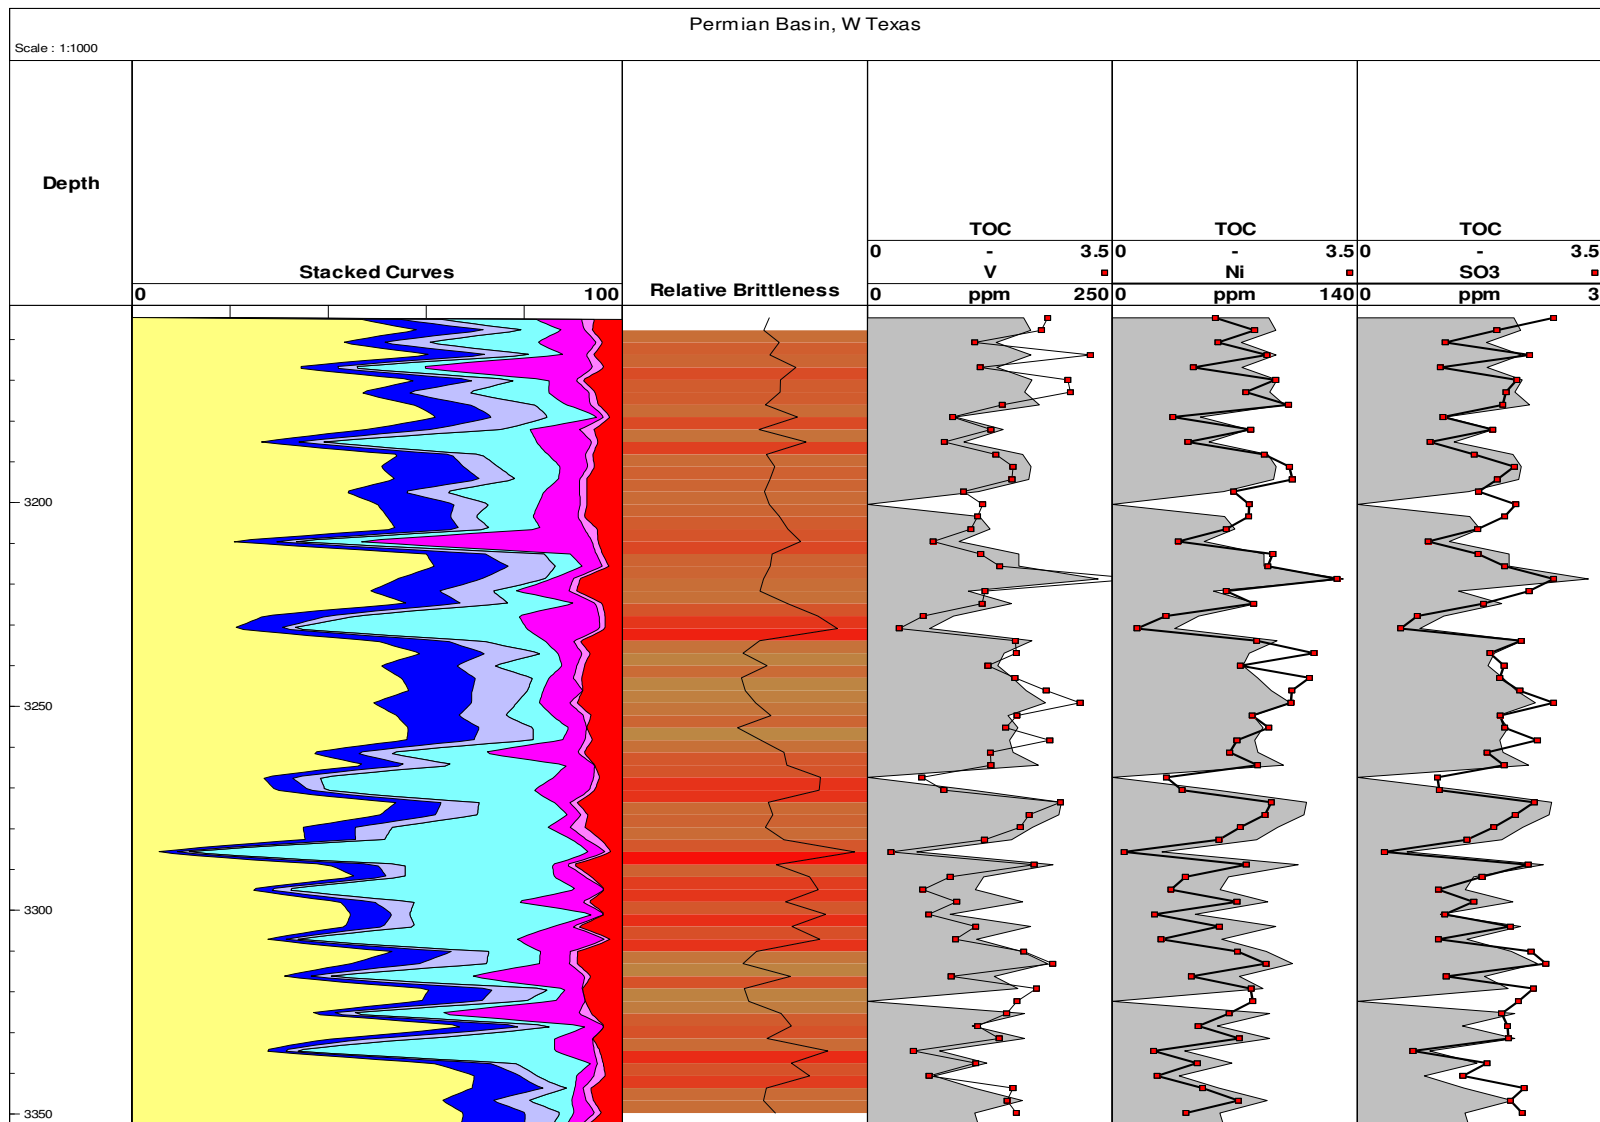 Permian Basin, W Texas
Scale : 1:1000
Depth
Stacked Curves
0 100
Relative Brittleness
TOC
0 - 3.5
V
0 ppm 250
TOC
0 - 3.5
Ni
0 ppm 140
TOC
0 - 3.5
SO3
0 ppm 3
3200
3250
3300
3350